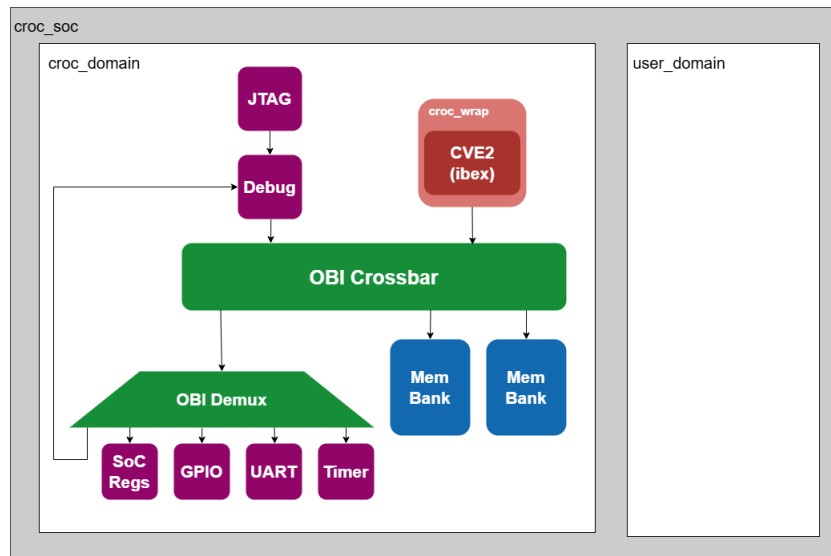 croc_soc
croc_domain
user_domain
JTAG
croc_wrap
CVE2
(ibex)
Debug
OBI Crossbar
Mem
Bank
Mem
Bank
OBI Demux
SoC
Regs
GPIO
UART
Timer